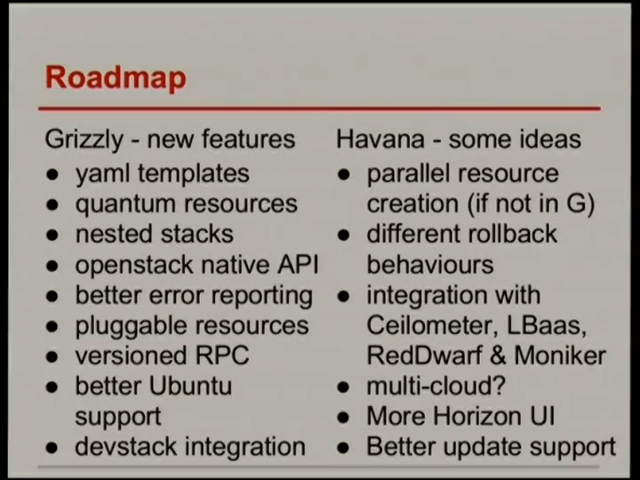 Roadmap
Grizzly - new features
● yaml templates
● quantum resources
● nested stacks
● openstack native API
● better error reporting
● pluggable resources
● versioned RPC
● better Ubuntu
support
● devstack integration
Havana - some ideas
● parallel resource
creation (if not in G)
● different rollback
behaviours
● integration with
Ceilometer, LBaas,
RedDwarf & Moniker
● multi-cloud?
● More Horizon UI
● Better update support